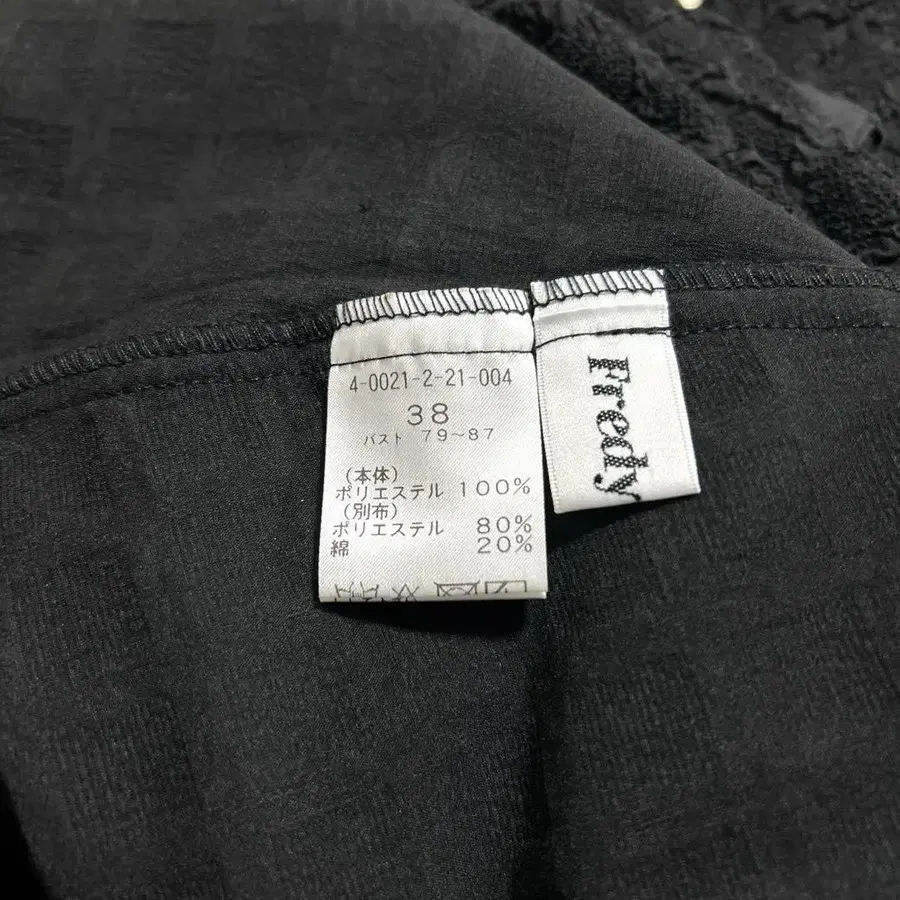 4-0021-2-21-004
38
バスト 79~87
(本体)
ポリエステル 100%
(別布)
ポリエステル 80%
綿 20%
Fredy